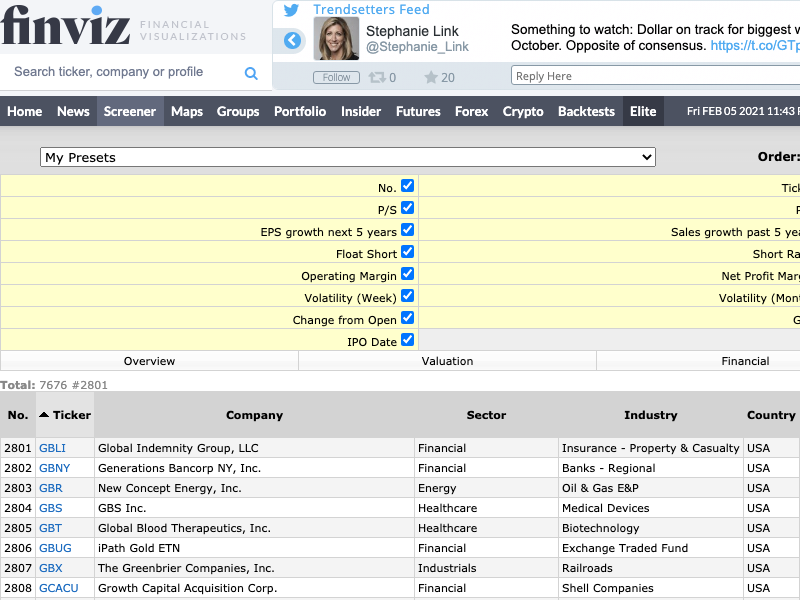 finviz FINANCIAL VISUALIZATIONS
Trendsetters Feed
Stephanie Link
@Stephanie_Link
Something to watch: Dollar on track for biggest w
October. Opposite of consensus. https://t.co/GTp
Search ticker, company or profile
Follow 0 20
Reply Here
Home News Screener Maps Groups Portfolio Insider Futures Forex Crypto Backtests Elite Fri FEB 05 2021 11:43
My Presets Order:
No. Tick
P/S
EPS growth next 5 years Sales growth past 5 yea
Float Short Short Ra
Operating Margin Net Profit Marg
Volatility (Week) Volatility (Mont
Change from Open G
IPO Date
Overview Valuation Financial
Total: 7676 #2801
No. Ticker Company Sector Industry Country
2801 GBLI Global Indemnity Group, LLC Financial Insurance - Property & Casualty USA
2802 GBNY Generations Bancorp NY, Inc. Financial Banks - Regional USA
2803 GBR New Concept Energy, Inc. Energy Oil & Gas E&P USA
2804 GBS GBS Inc. Healthcare Medical Devices USA
2805 GBT Global Blood Therapeutics, Inc. Healthcare Biotechnology USA
2806 GBUG iPath Gold ETN Financial Exchange Traded Fund USA
2807 GBX The Greenbrier Companies, Inc. Industrials Railroads USA
2808 GCACU Growth Capital Acquisition Corp. Financial Shell Companies USA